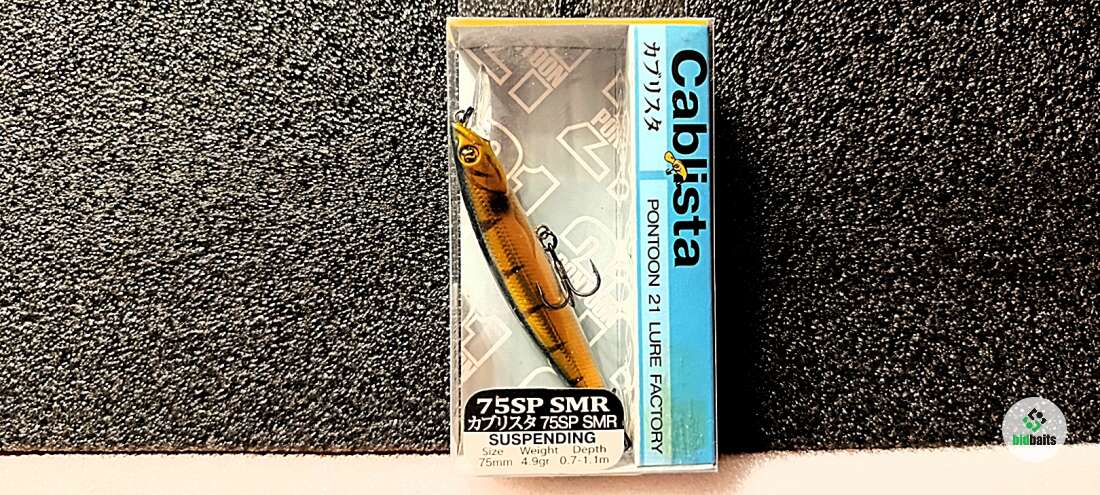 Cablista
カブリスタ
PONTOON 21 LURE FACTORY
75SP SMR
カブリスタ 75SP SMR
SUSPENDING
Size Weight Depth
75mm 4.9gr 0.7-1.1m
bidbaits